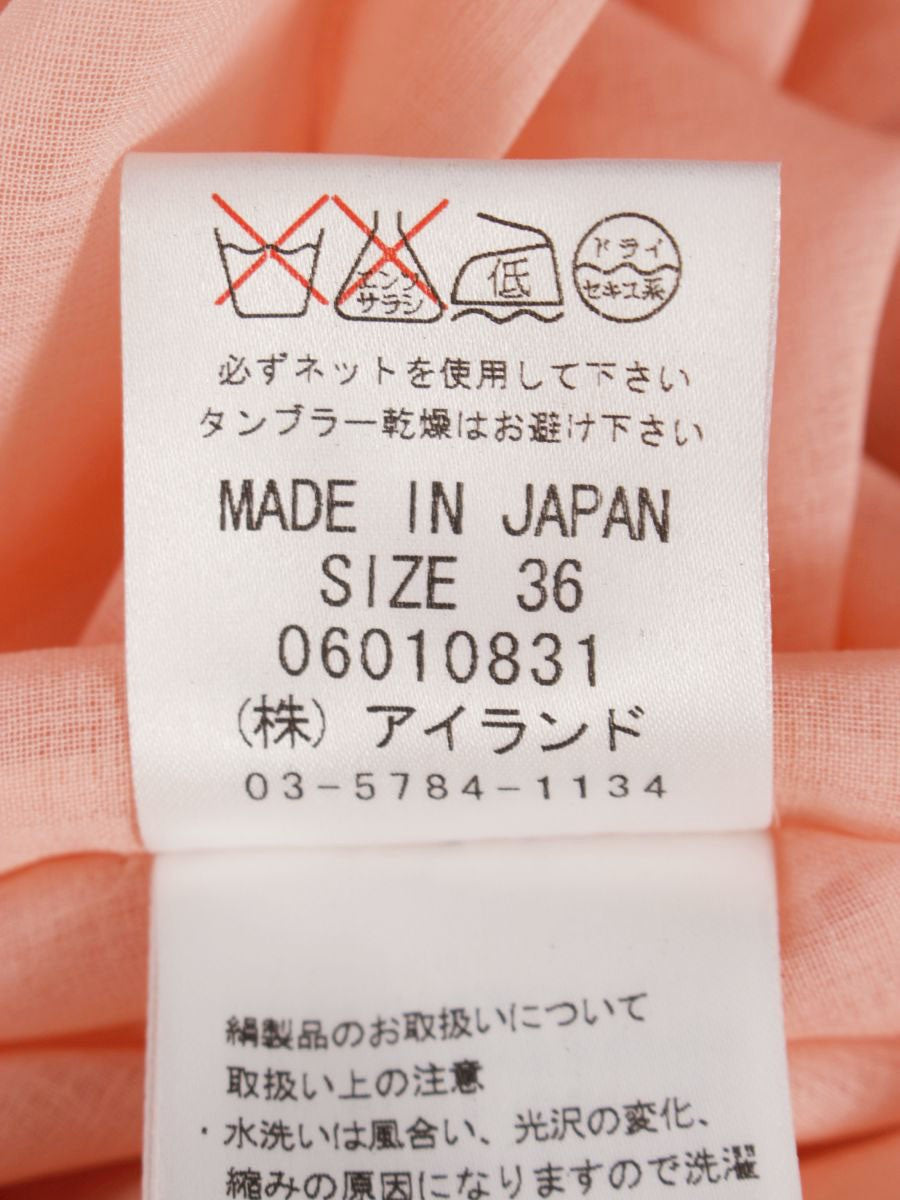 エンソ
サラシ
低
ドライ
セキユ系
必ずネットを使用して下さい
タンブラー乾燥はお避け下さい
MADE IN JAPAN
SIZE 36
06010831
(株) アイランド
03-5784-1134
絹製品のお取扱いについて
取扱い上の注意
・水洗いは風合い、光沢の変化、
縮みの原因になりますので洗濯